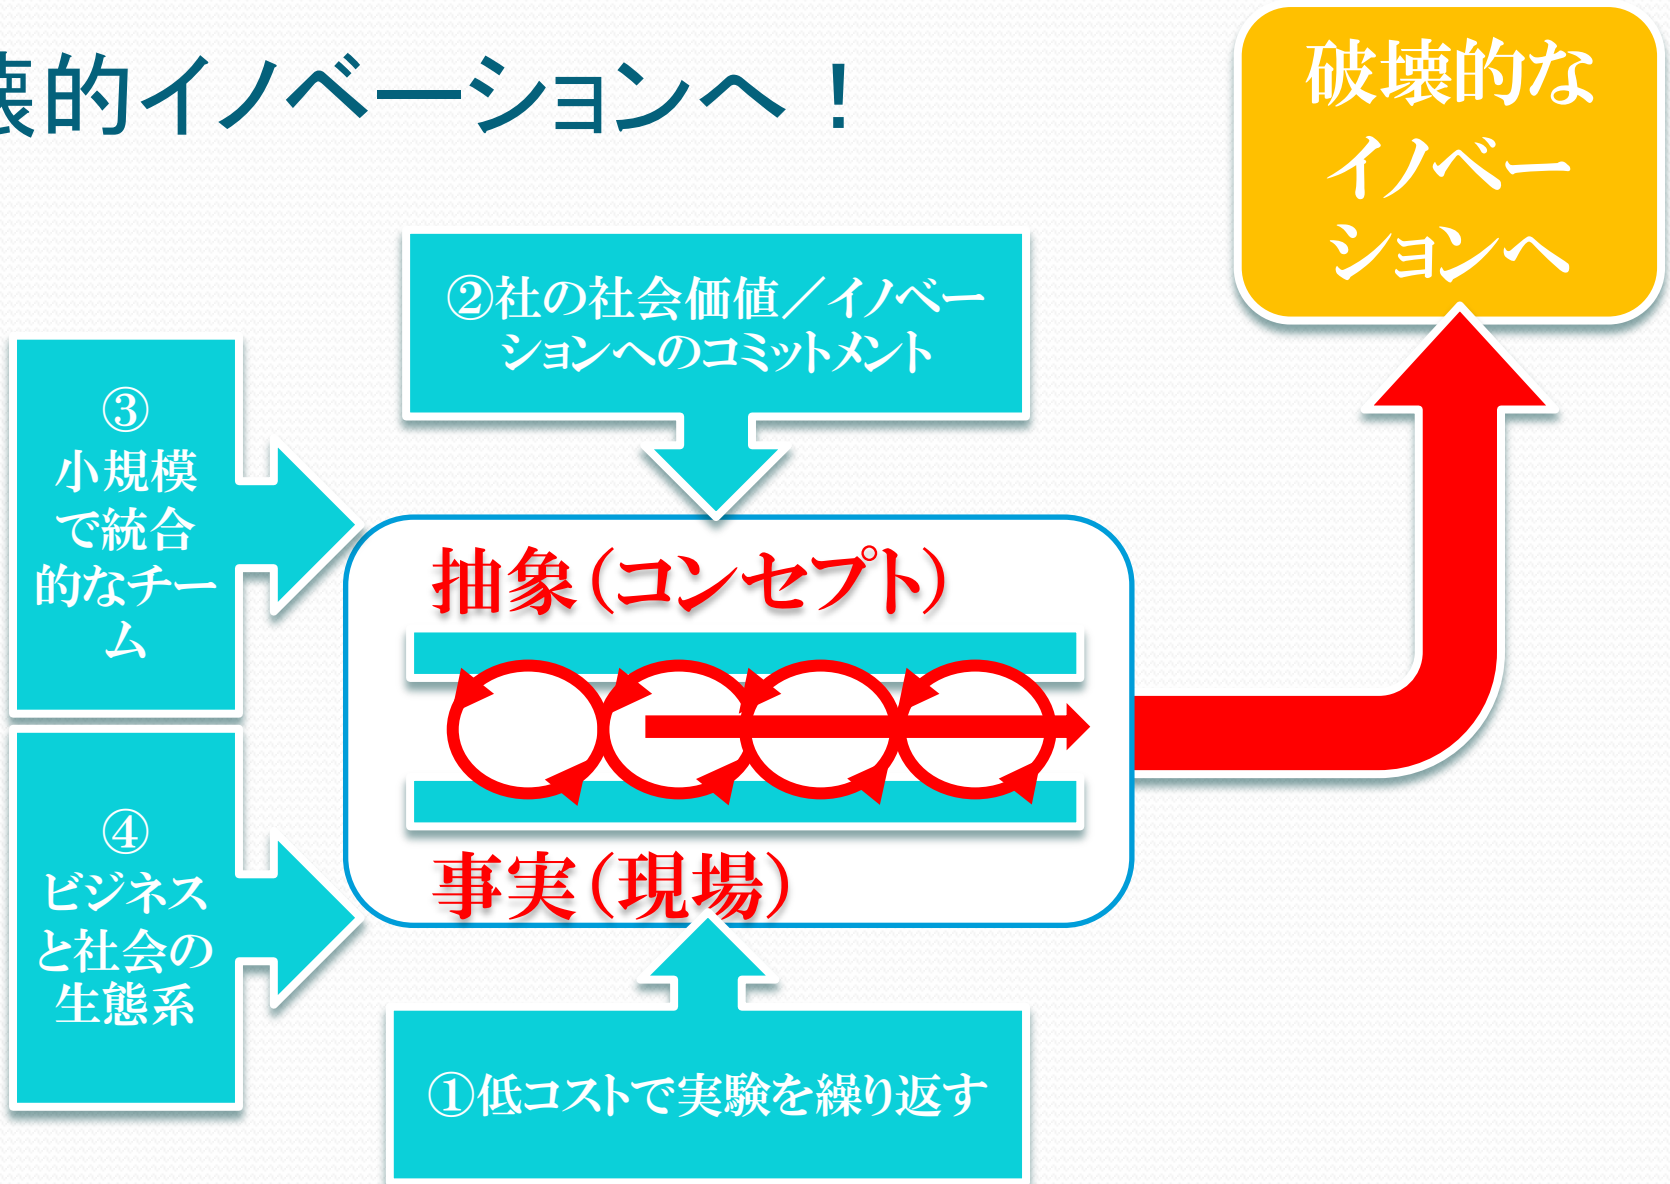 壊的イノベーションへ！
破壊的な
イノベー
ションへ
②社の社会価値／イノベー
ションへのコミットメント
③
小規模
で統合
的なチー
ム
抽象（コンセプト）
事実（現場）
④
ビジネス
と社会の
生態系
①低コストで実験を繰り返す